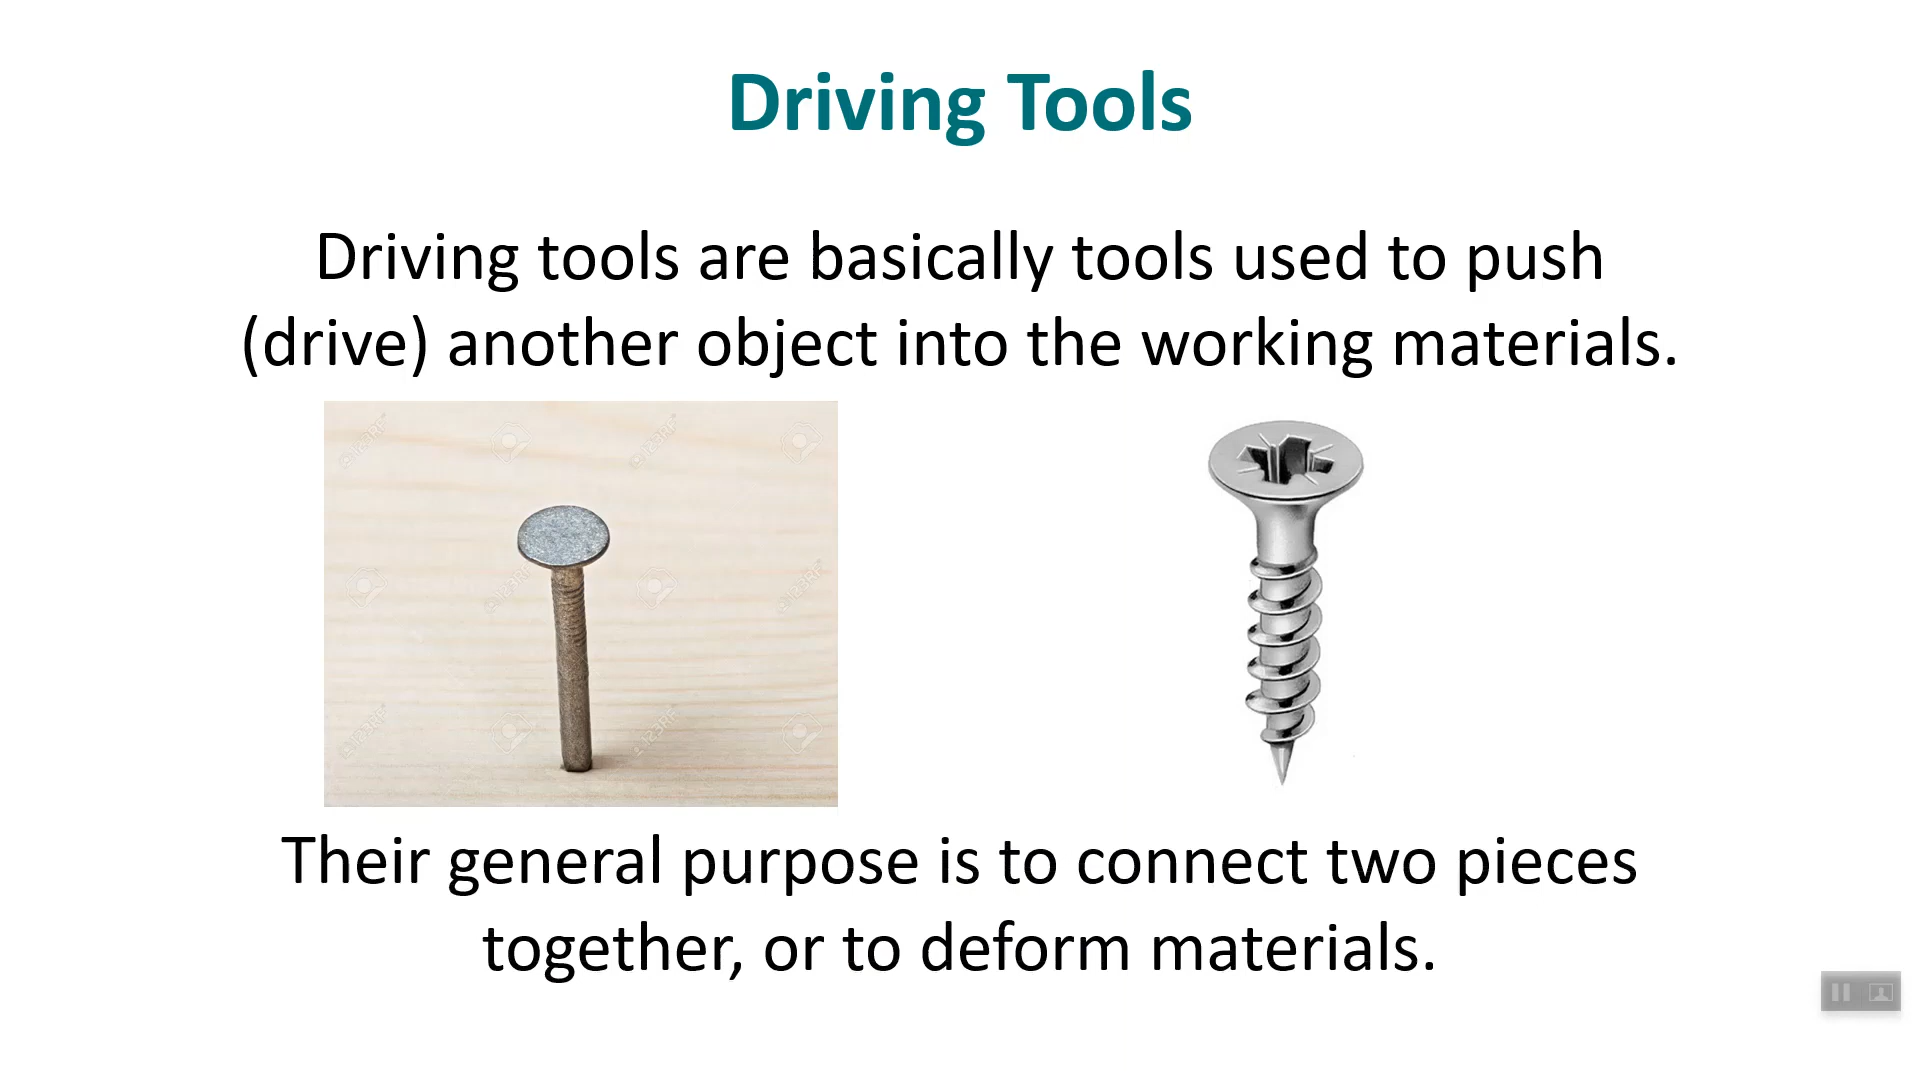 Driving Tools
Driving tools are basically tools used to push
(drive) another object into the working materials.
Their general purpose is to connect two pieces
together, or to deform materials.